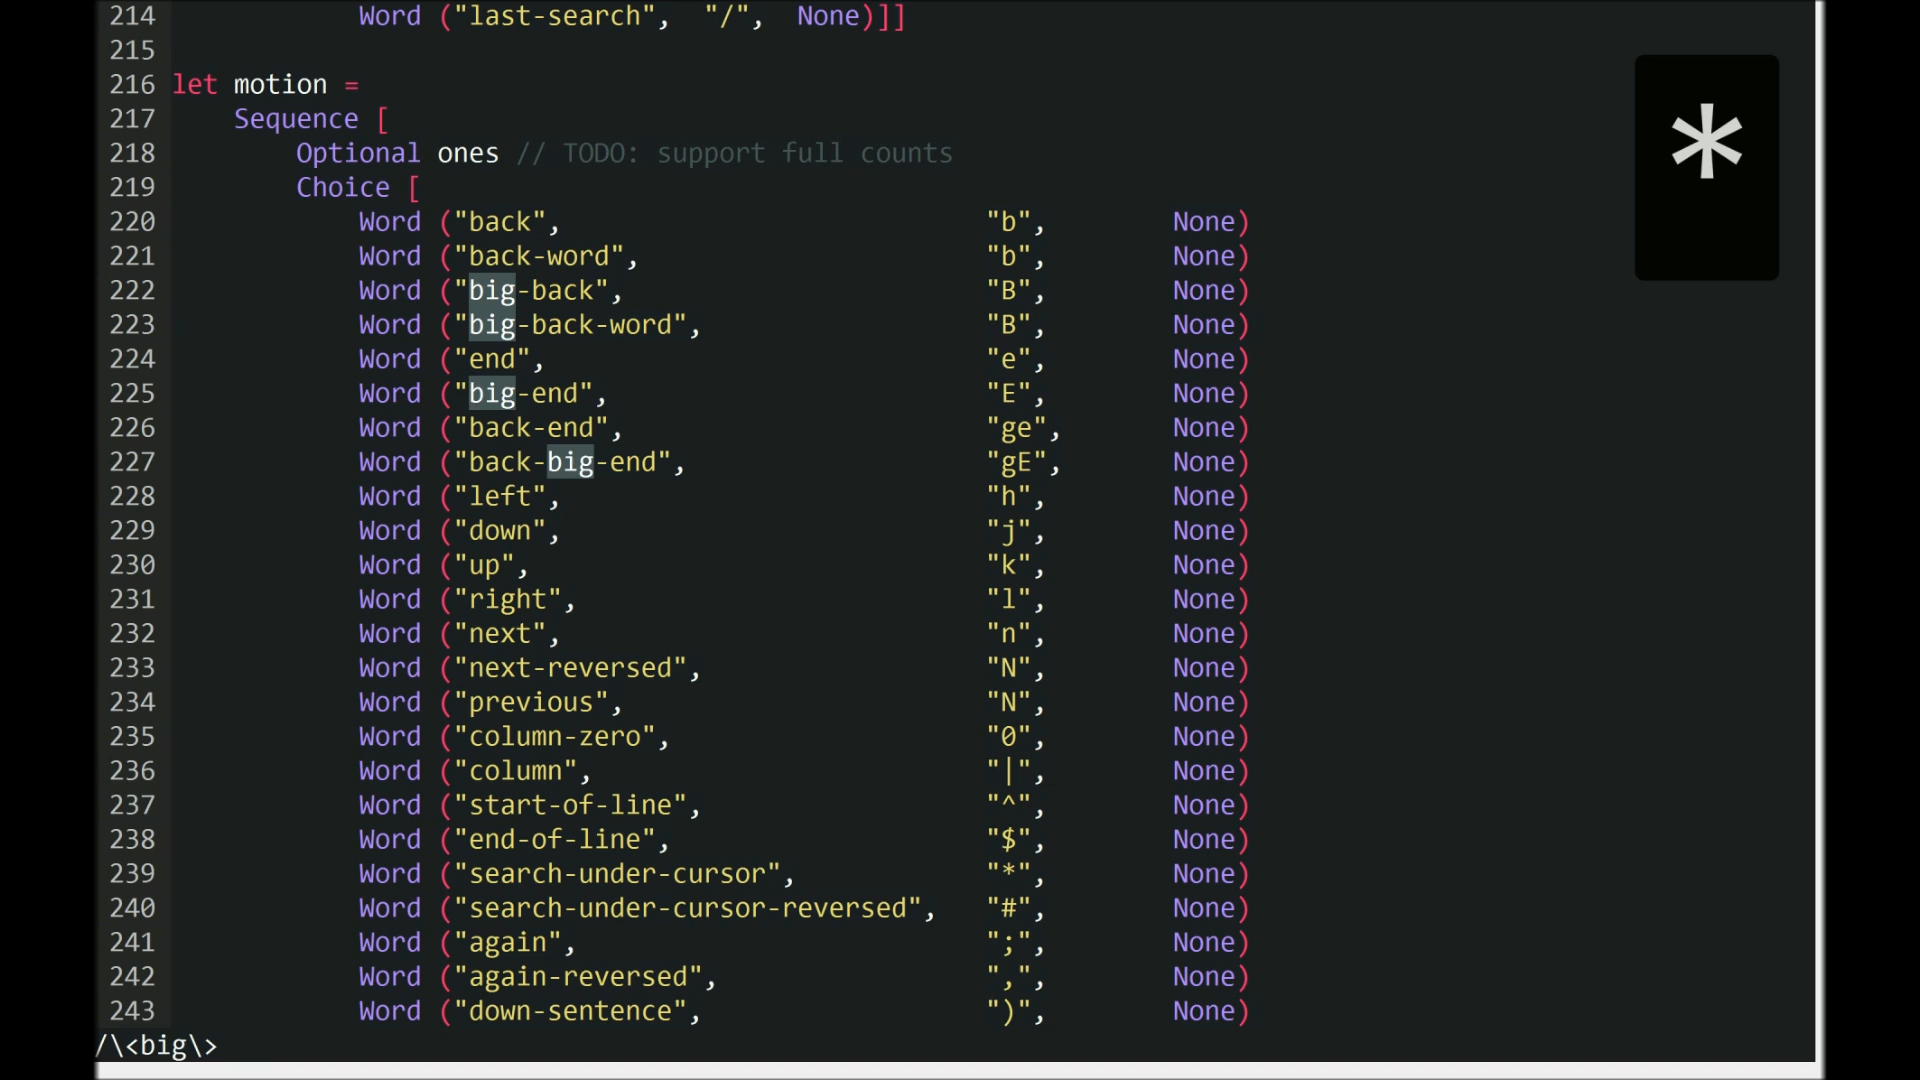 214             Word ("last-search",  "/",  None)]]
215
216 let motion =
217     Sequence [
218         Optional ones // TODO: support full counts
219         Choice [
220             Word ("back",                            "b",        None)
221             Word ("back-word",                       "b",        None)
222             Word ("big-back",                        "B",        None)
223             Word ("big-back-word",                   "B",        None)
224             Word ("end",                             "e",        None)
225             Word ("big-end",                         "E",        None)
226             Word ("back-end",                        "ge",       None)
227             Word ("back-big-end",                    "gE",       None)
228             Word ("left",                            "h",        None)
229             Word ("down",                            "j",        None)
230             Word ("up",                              "k",        None)
231             Word ("right",                           "l",        None)
232             Word ("next",                            "n",        None)
233             Word ("next-reversed",                   "N",        None)
234             Word ("previous",                        "N",        None)
235             Word ("column-zero",                     "0",        None)
236             Word ("column",                          "|",        None)
237             Word ("start-of-line",                   "^",        None)
238             Word ("end-of-line",                     "$",        None)
239             Word ("search-under-cursor",             "*",        None)
240             Word ("search-under-cursor-reversed",    "#",        None)
241             Word ("again",                           ";",        None)
242             Word ("again-reversed",                  ",",        None)
243             Word ("down-sentence",                   ")",        None)
/\<big\>
*